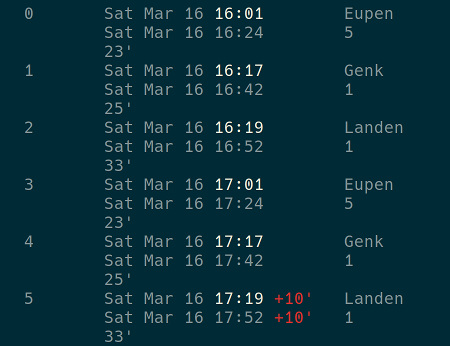 0 Sat Mar 16 16:01 Eupen
Sat Mar 16 16:24 5
23'
1 Sat Mar 16 16:17 Genk
Sat Mar 16 16:42 1
25'
2 Sat Mar 16 16:19 Landen
Sat Mar 16 16:52 1
33'
3 Sat Mar 16 17:01 Eupen
Sat Mar 16 17:24 5
23'
4 Sat Mar 16 17:17 Genk
Sat Mar 16 17:42 1
25'
5 Sat Mar 16 17:19 +10' Landen
Sat Mar 16 17:52 +10' 1
33'